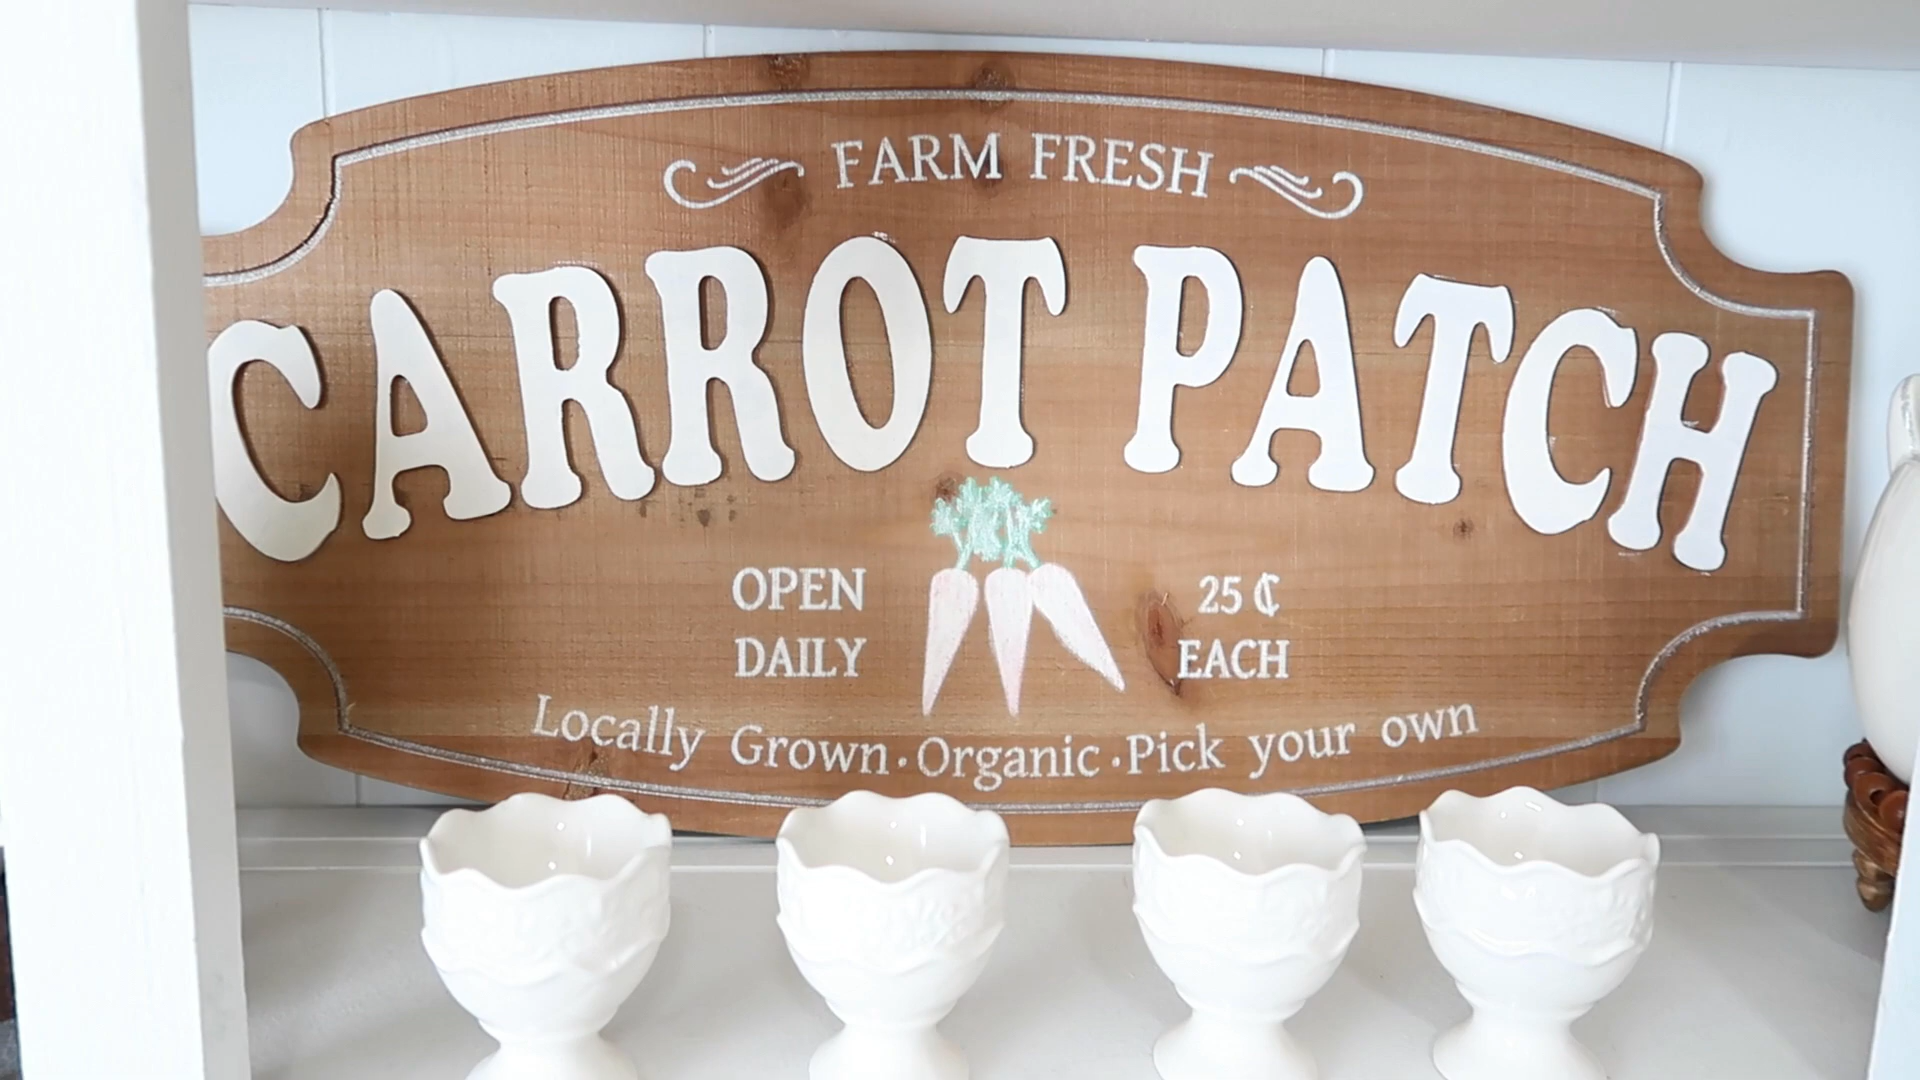 FARM FRESH
CARROT PATCH
OPEN
DAILY
25 ₵
EACH
Locally Grown·Organic·Pick your own